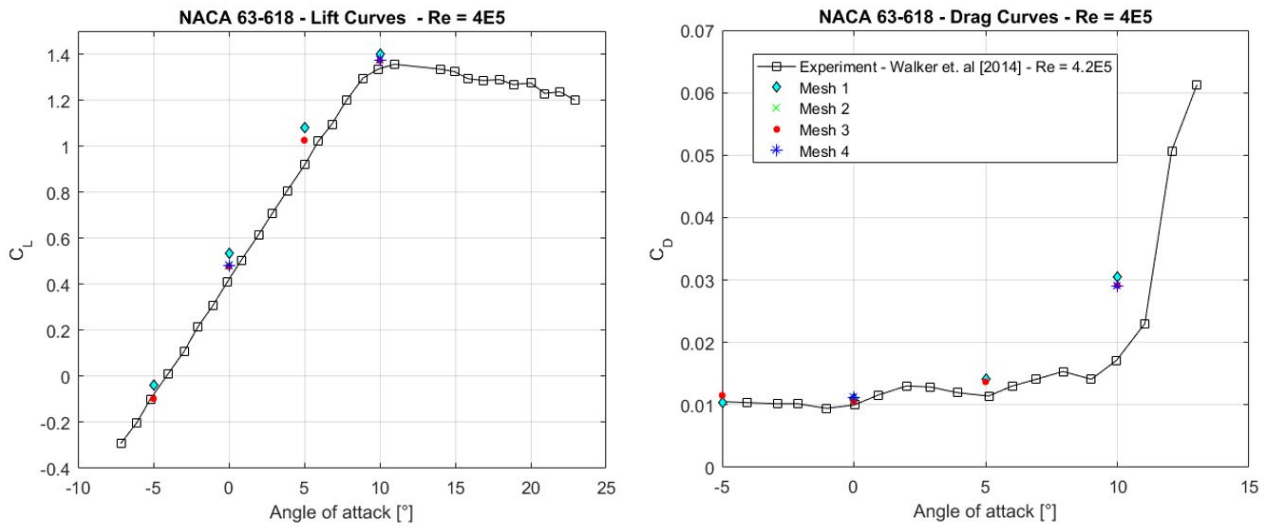 NACA 63-618 - Lift Curves - Re = 4E5
1.4
1.2
1
0.8
0.6
0.4
0.2
0
-0.2
-0.4
C_L
-10
-5
0
5
10
15
20
25
Angle of attack [°]
NACA 63-618 - Drag Curves - Re = 4E5
0.07
0.06
0.05
0.04
0.03
0.02
0.01
0
C_D
Experiment - Walker et. al [2014] - Re = 4.2E5
Mesh 1
Mesh 2
Mesh 3
Mesh 4
-5
0
5
10
15
Angle of attack [°]